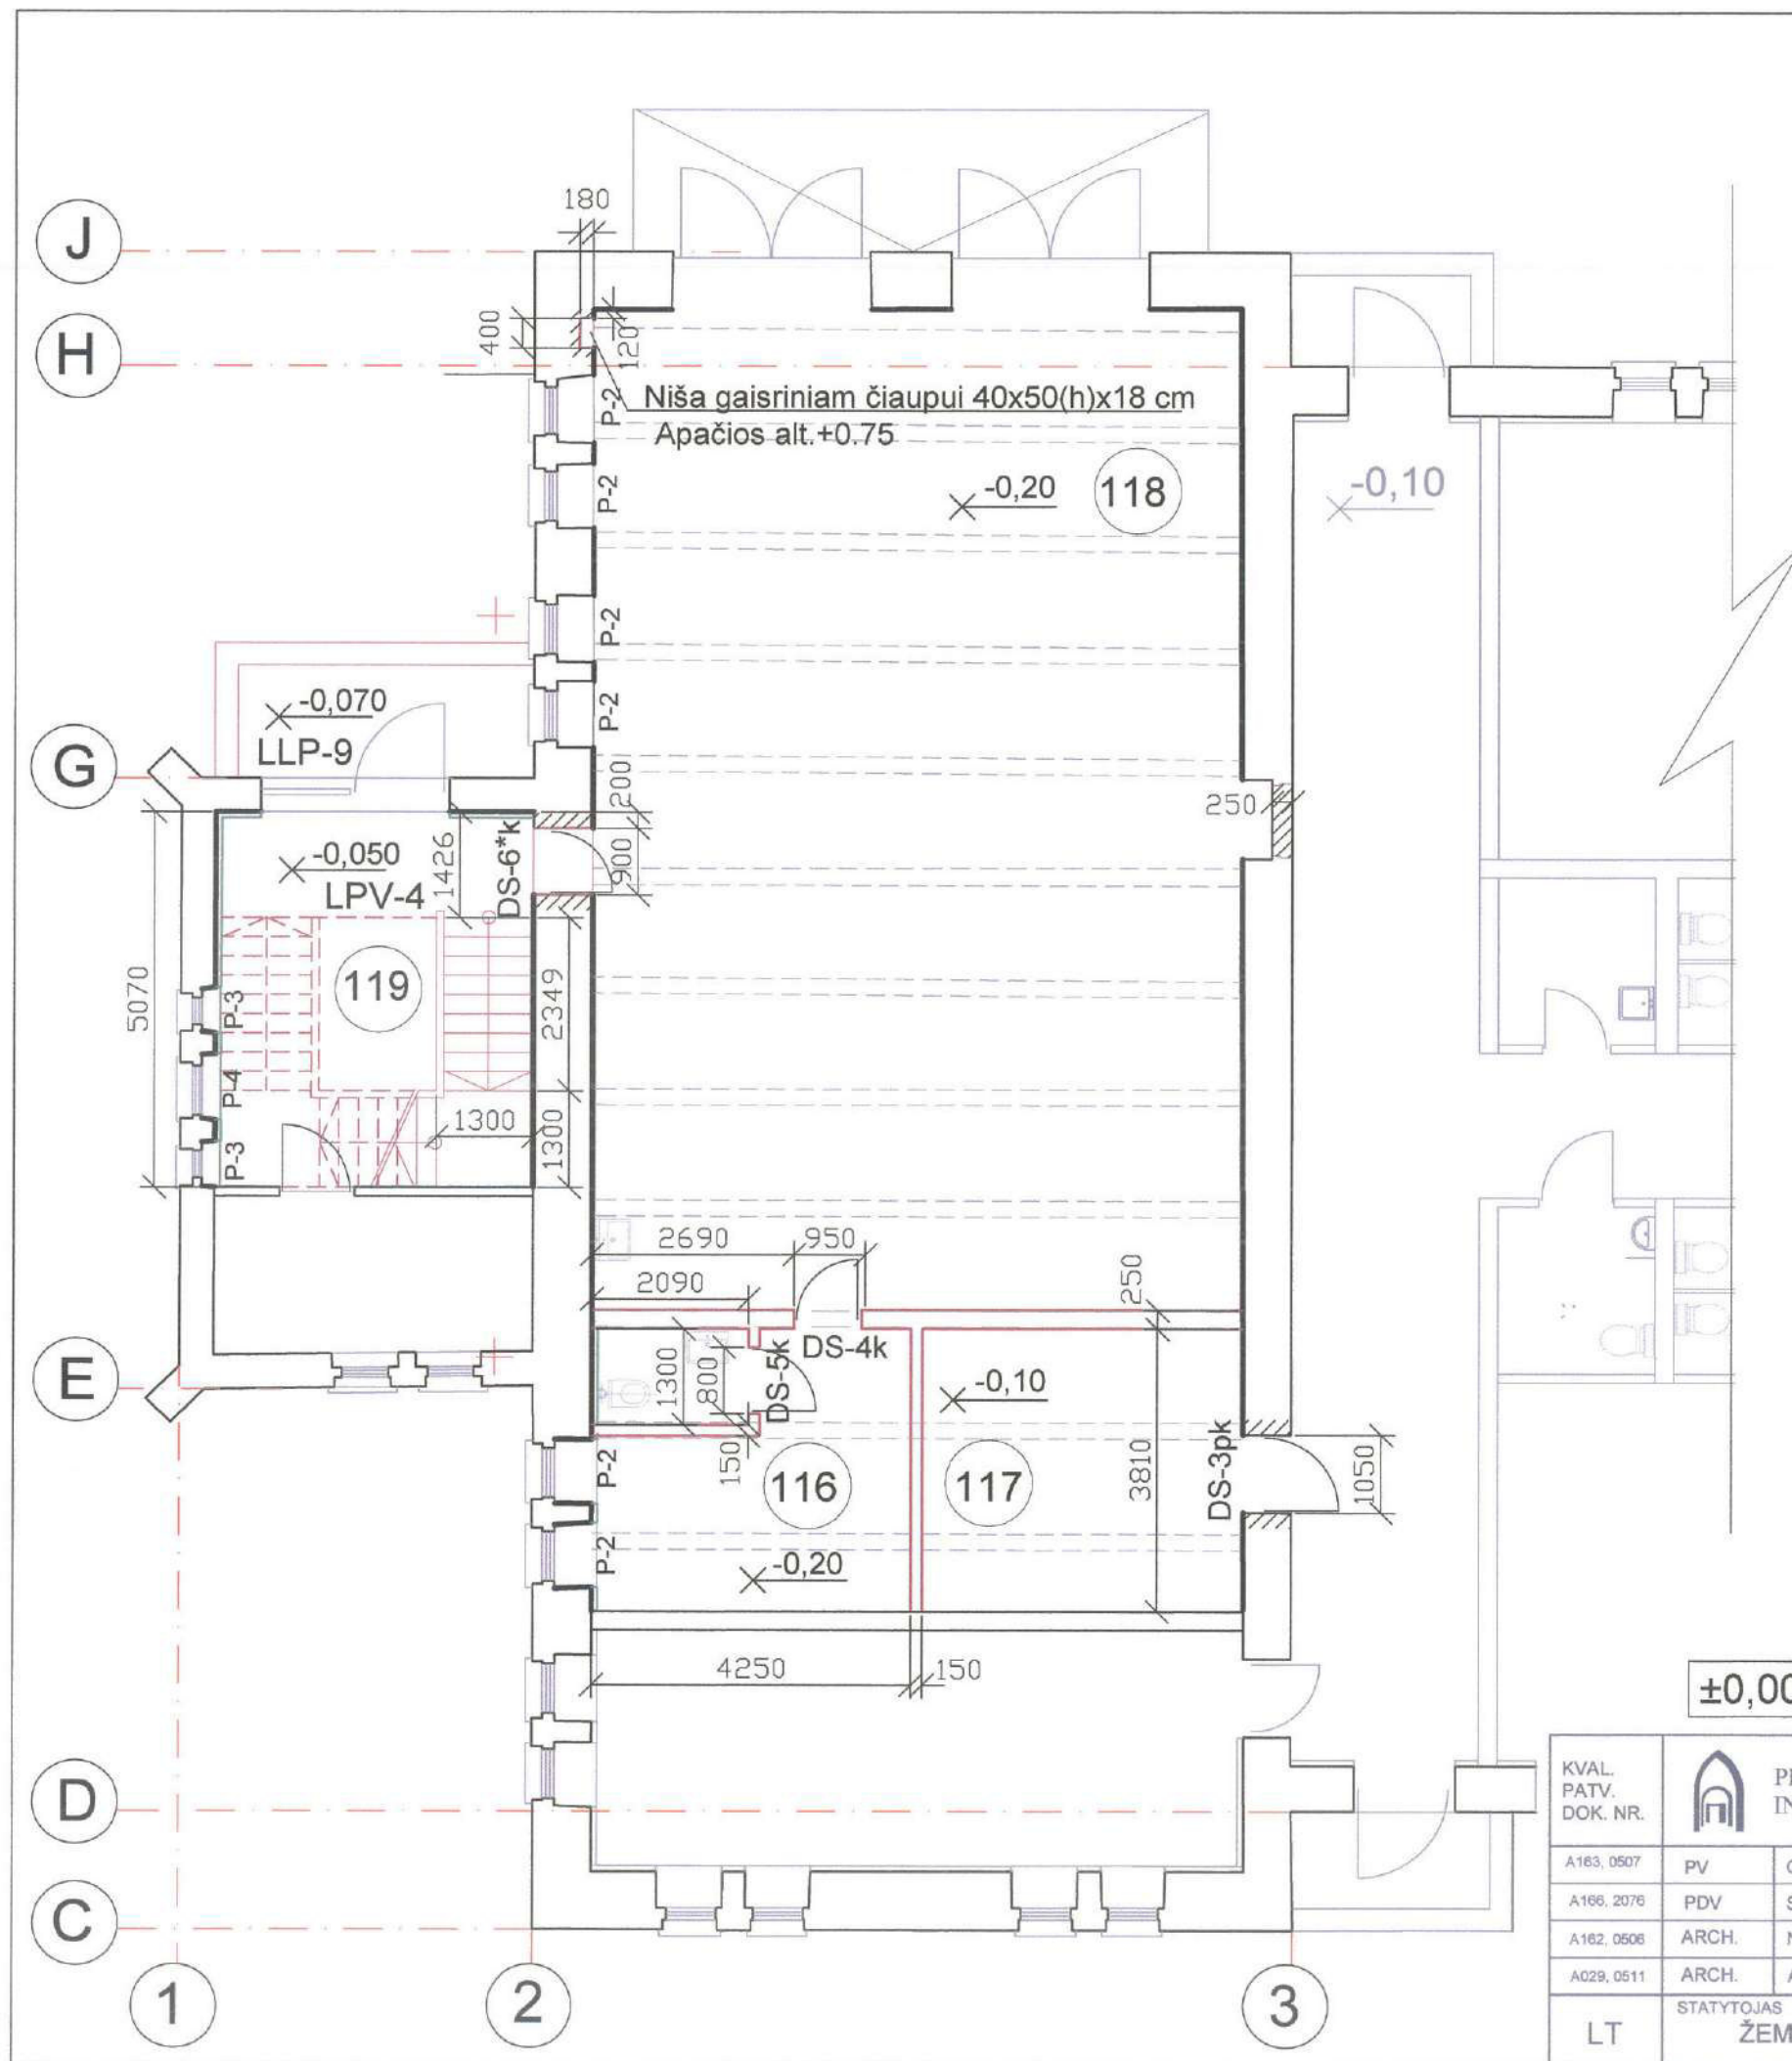 180
J
H
400
120
P-2
Niša gaisriniam čiaupui 40x50(h)x18 cm
Apačios alt.+0.75
-0,20
118
-0,10
P-2
P-2
P-2
-0,070
LLP-9
G
200
250
-0,050
LPV-4
1426
DS-6*k
900
5070
119
P-3
2349
P-4
1300
1300
P-3
2690
950
2090
250
E
1300
800
DS-5k
DS-4k
-0,10
150
P-2
116
117
3810
DS-3pk
1050
P-2
-0,20
4250
150
±0,00
D
C
1
2
3
KVAL.
PATV.
DOK. NR.
A163, 0507
PV
A166, 2076
PDV
A162, 0506
ARCH.
A029, 0511
ARCH.
LT
STATYTOJAS
ŽEM